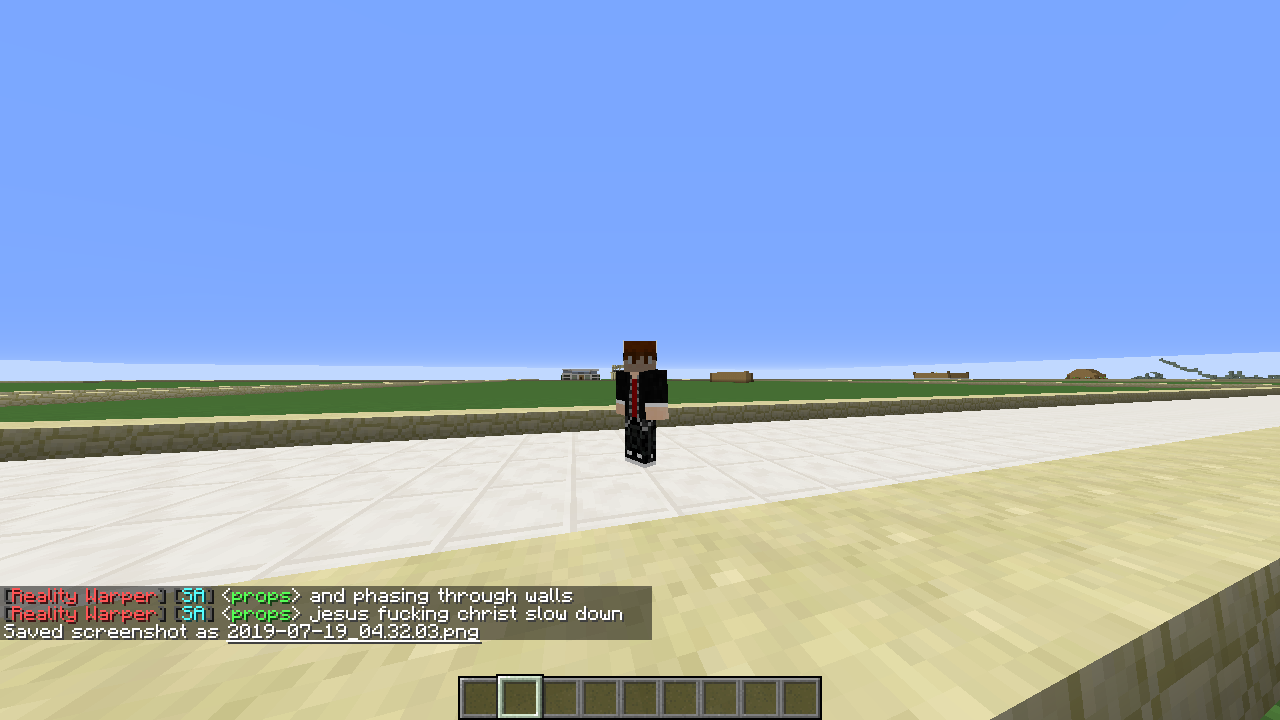 [Reality Warper] [SA] <props> and phasing through walls
[Reality Warper] [SA] <props> jesus fucking christ slow down
Saved screenshot as 2019-07-19_04.32.03.png